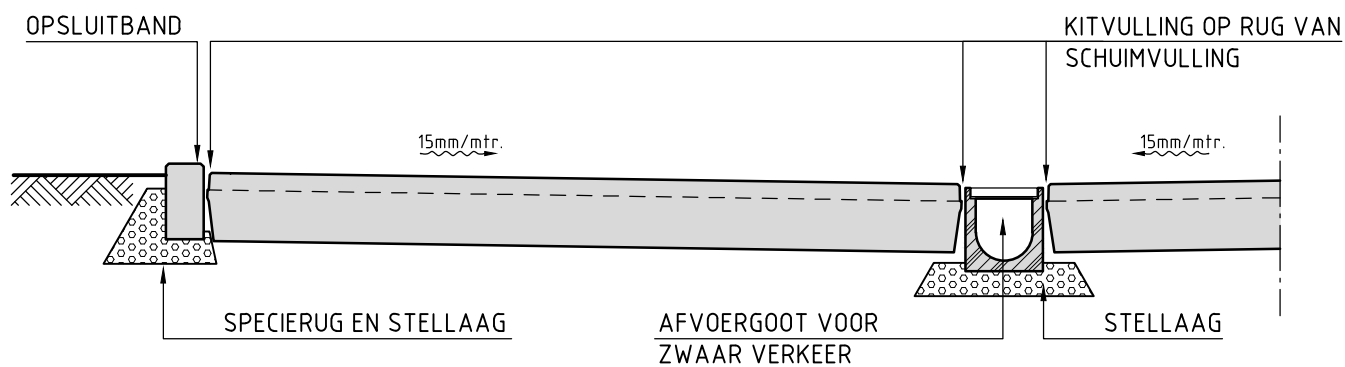 OPSLUITBAND
KITVULLING OP RUG VAN
SCHUIMVULLING
15mm/mtr.
15mm/mtr.
SPECIERUG EN STELLAAG
AFVOERGOOT VOOR
ZWAAR VERKEER
STELLAAG